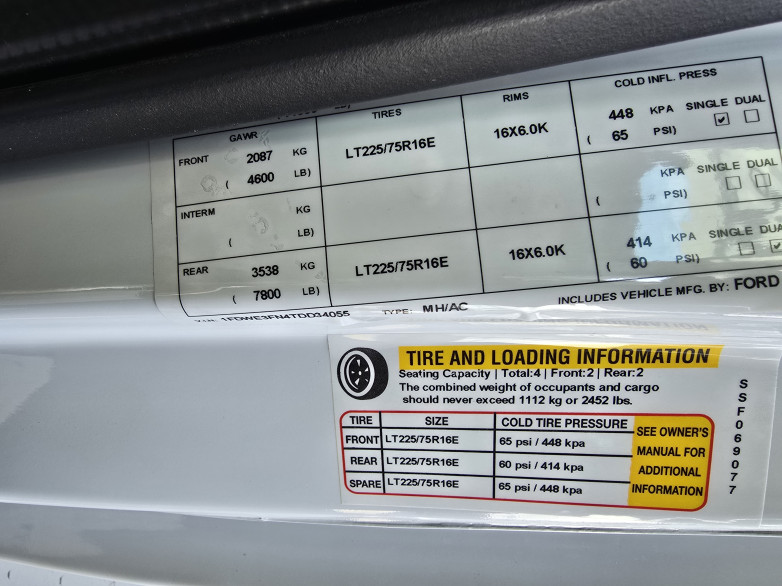 GAWR TIRES RIMS COLD INFL. PRESS
FRONT 2087 KG LT225/75R16E 16X6.0K 448 KPA SINGLE DUAL
( 4600 LB) ( 65 PSI)
INTERM KG KPA SINGLE DUAL
( LB) ( PSI)
REAR 3538 KG LT225/75R16E 16X6.0K 414 KPA SINGLE
( 7800 LB) ( 60 PSI)
TYPE: MH/AC INCLUDES VEHICLE MFG. BY: FORD
TIRE AND LOADING INFORMATION
Seating Capacity | Total:4 | Front:2 | Rear:2
The combined weight of occupants and cargo
should never exceed 1112 kg or 2452 lbs.
TIRE SIZE COLD TIRE PRESSURE
FRONT LT225/75R16E 65 psi / 448 kpa
REAR LT225/75R16E 60 psi / 414 kpa
SPARE LT225/75R16E 65 psi / 448 kpa
SEE OWNER'S
MANUAL FOR
ADDITIONAL
INFORMATION
SSF069077